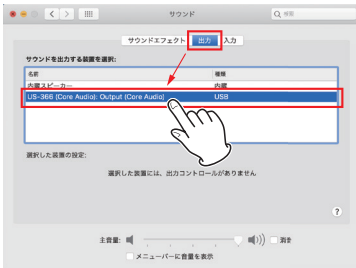 サウンド
検索
サウンドエフェクト 出力 入力
サウンドを出力する装置を選択:
名前 種類
内蔵スピーカー 内蔵
US-366 (Core Audio): Output (Core Audio) USB
選択した装置の設定:
選択した装置には、出力コントロールがありません
?
主音量: 消音
メニューバーに音量を表示